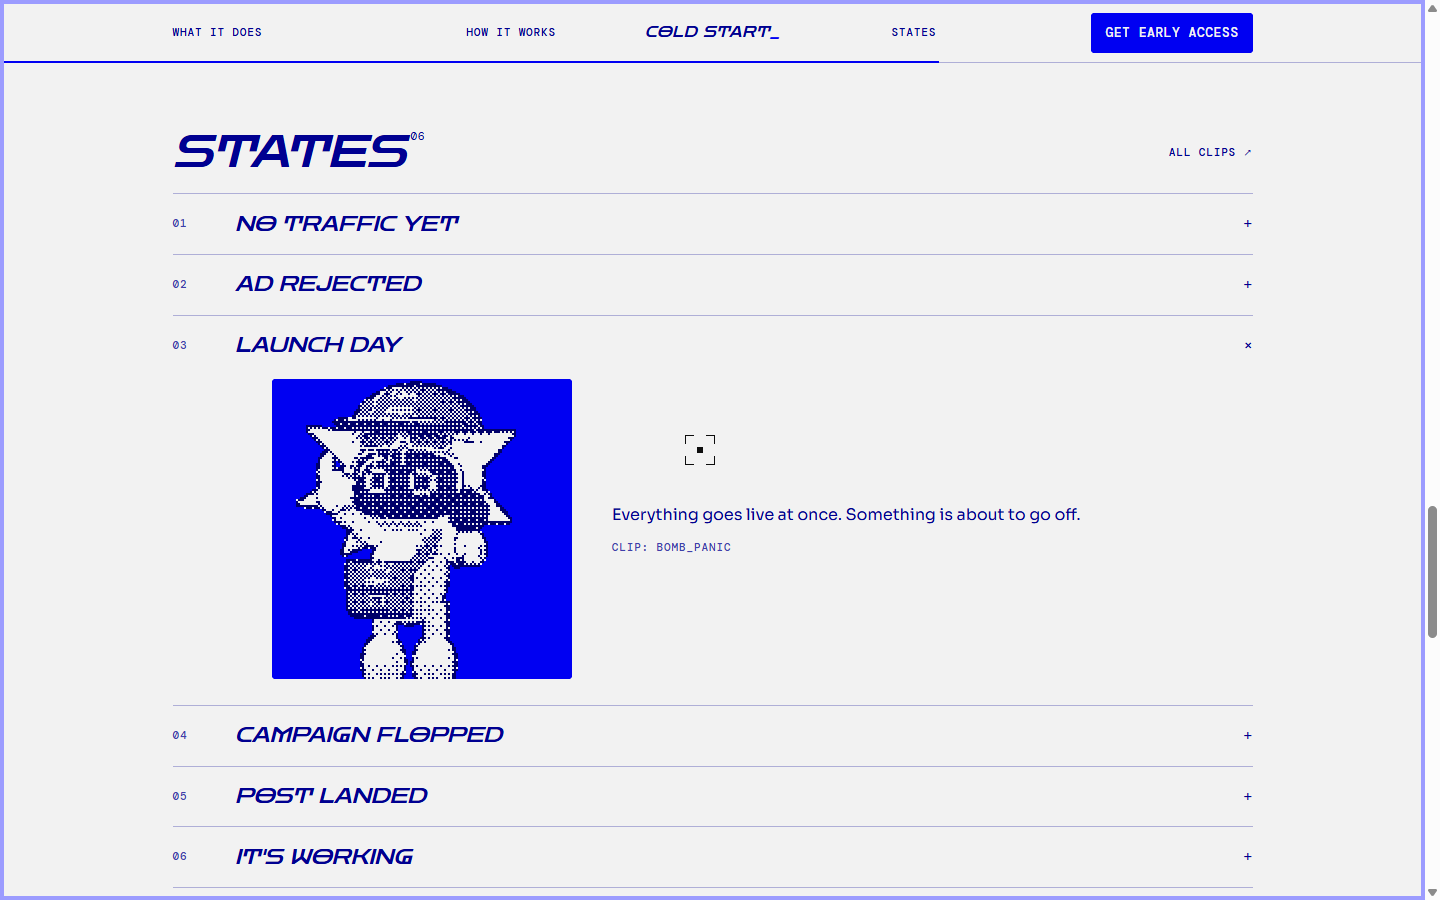 WHAT IT DOES
HOW IT WORKS
COLD START_
STATES
GET EARLY ACCESS
STATES 06
ALL CLIPS ↗
01 NO TRAFFIC YET +
02 AD REJECTED +
03 LAUNCH DAY ×
Everything goes live at once. Something is about to go off.
CLIP: BOMB_PANIC
04 CAMPAIGN FLOPPED +
05 POST LANDED +
06 IT'S WORKING +